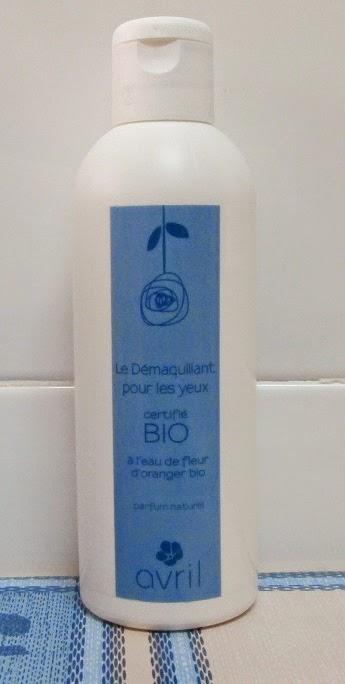 Le Démaquillant
pour les yeux
certifié
BIO
à l'eau de fleur
d'oranger bio
parfum naturel
avril